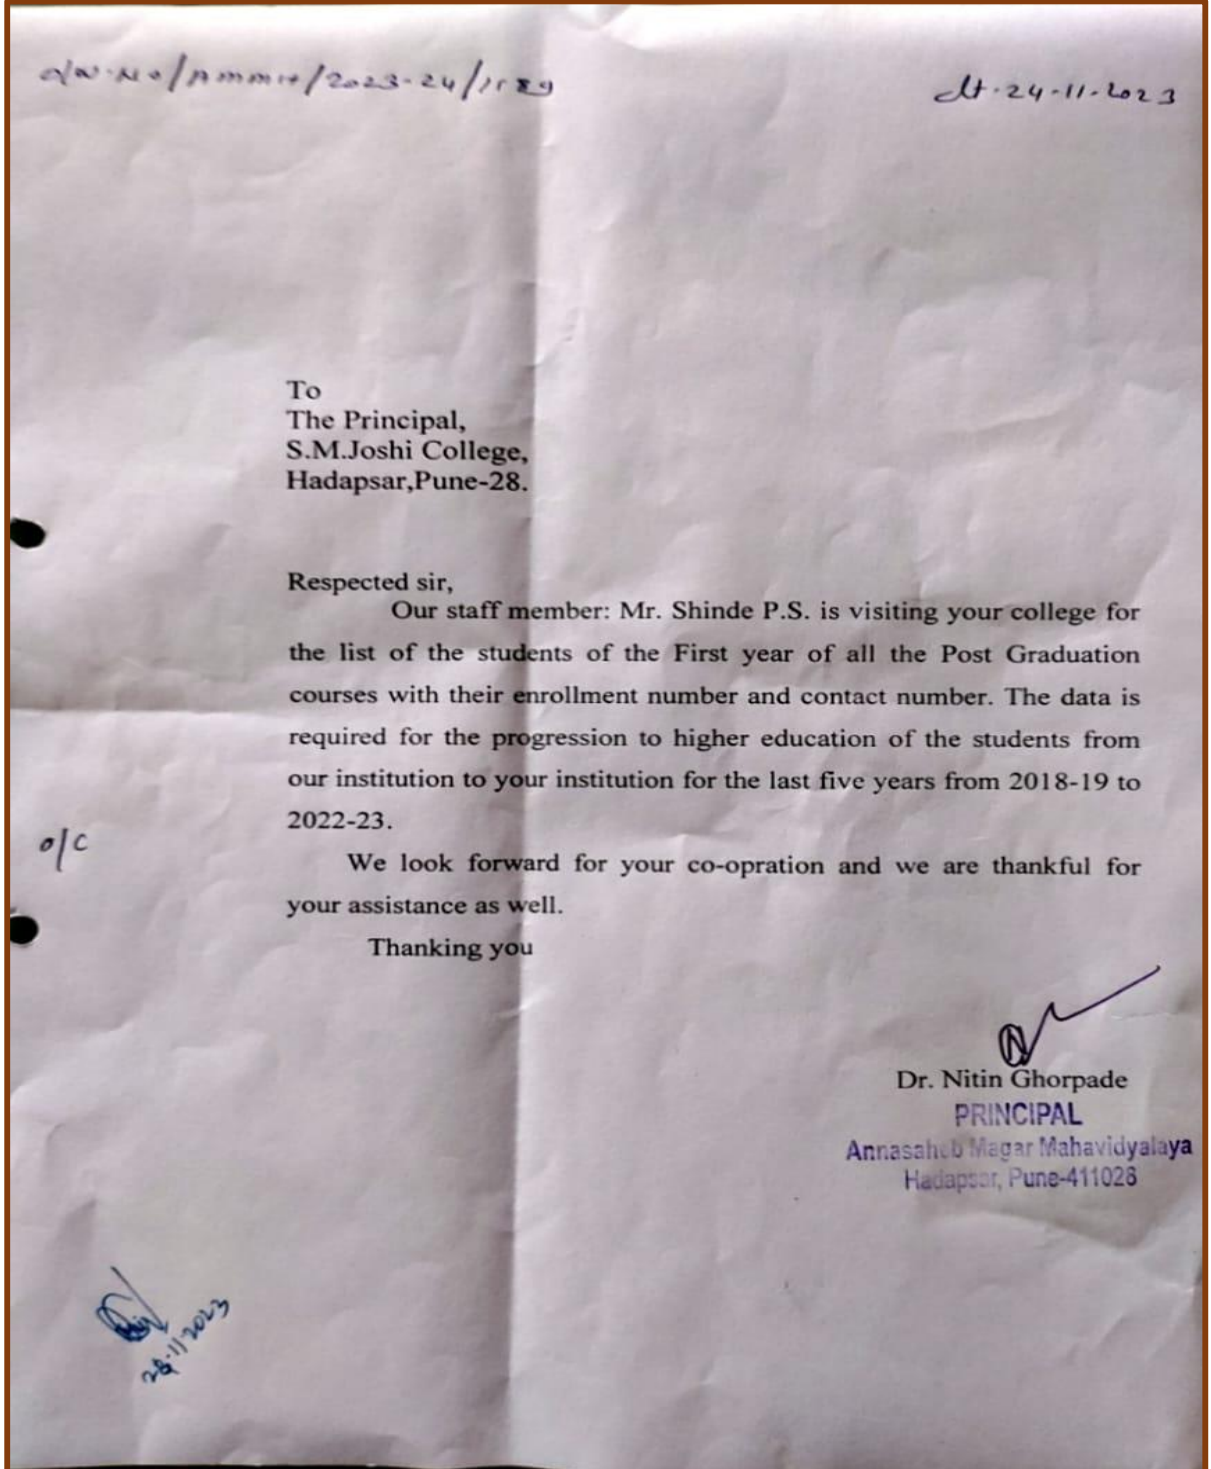 o/w.No/AMMH/2023-24/1589
dt.24-11-2023
To
The Principal,
S.M.Joshi College,
Hadapsar,Pune-28.
Respected sir,
Our staff member: Mr. Shinde P.S. is visiting your college for
the list of the students of the First year of all the Post Graduation
courses with their enrollment number and contact number. The data is
required for the progression to higher education of the students from
our institution to your institution for the last five years from 2018-19 to
2022-23.
o/c
We look forward for your co-opration and we are thankful for
your assistance as well.
Thanking you
Dr. Nitin Ghorpade
PRINCIPAL
Annasaheb Magar Mahavidyalaya
Hadapsar, Pune-411028